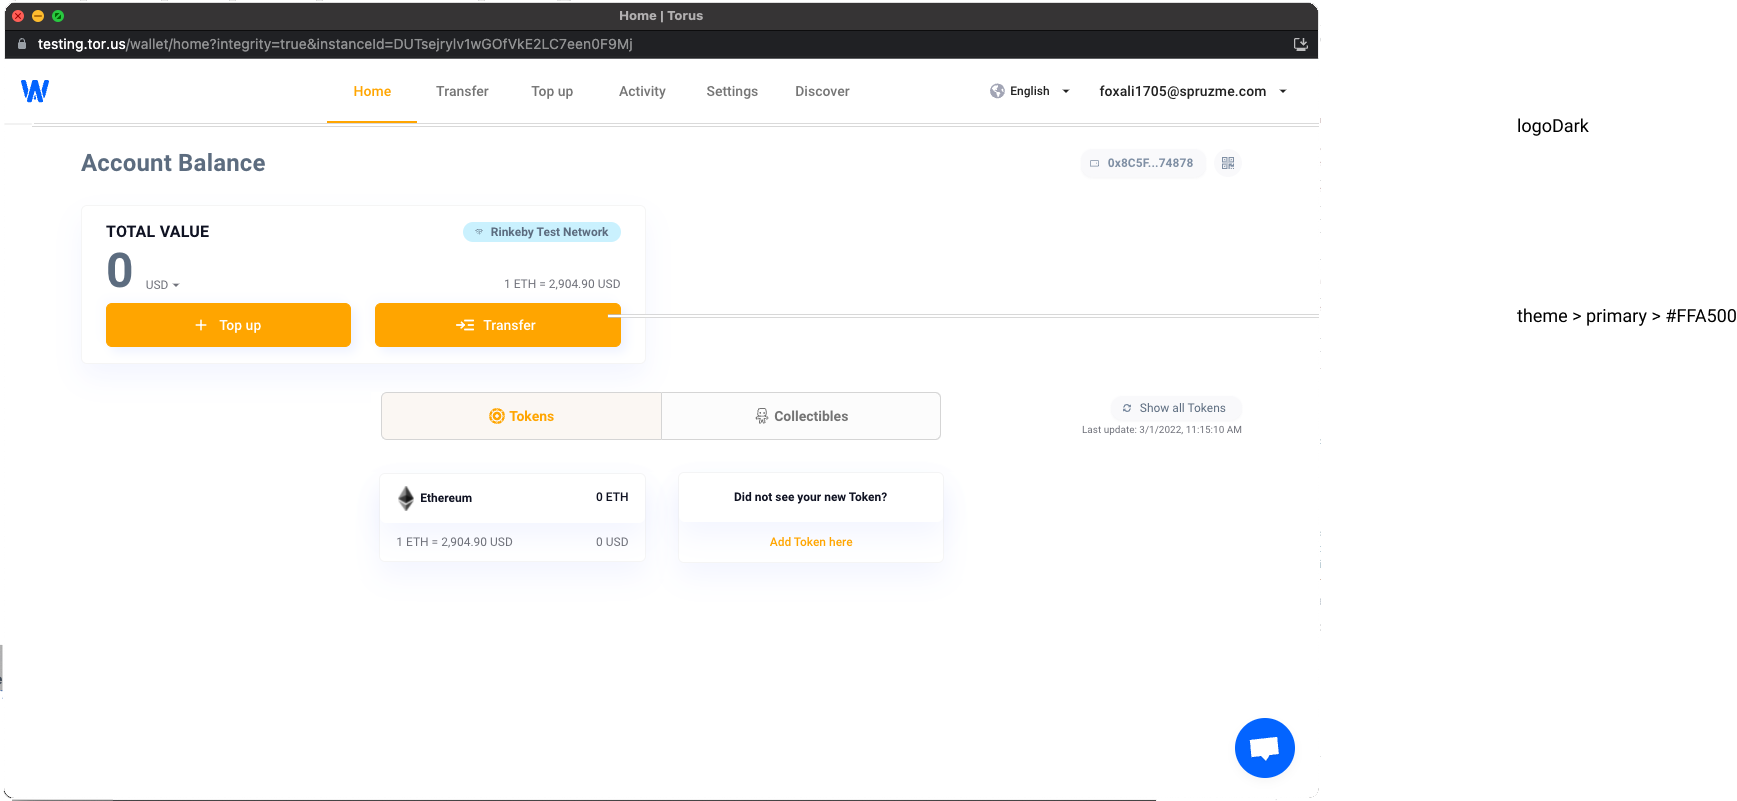 Home | Torus
testing.tor.us/wallet/home?integrity=true&instanceId=DUTsejrylv1wGOfVkE2LC7een0F9Mj
Home Transfer Top up Activity Settings Discover English foxali1705@spruzme.com
logoDark
Account Balance
0x8C5F...74878
TOTAL VALUE
Rinkeby Test Network
0 USD
1 ETH = 2,904.90 USD
Top up Transfer
theme > primary > #FFA500
Tokens Collectibles
Show all Tokens
Last update: 3/1/2022, 11:15:10 AM
Ethereum 0 ETH
1 ETH = 2,904.90 USD 0 USD
Did not see your new Token?
Add Token here